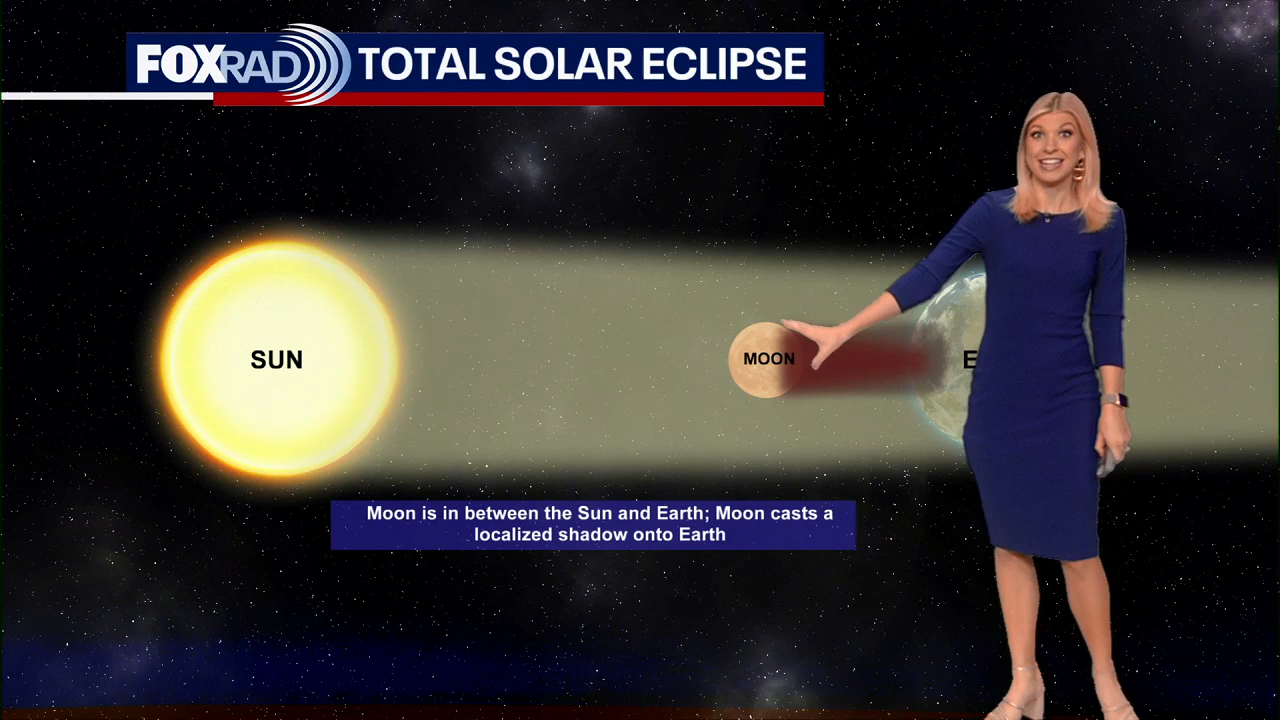 FOXRAD TOTAL SOLAR ECLIPSE
SUN
MOON
E
Moon is in between the Sun and Earth; Moon casts a
localized shadow onto Earth